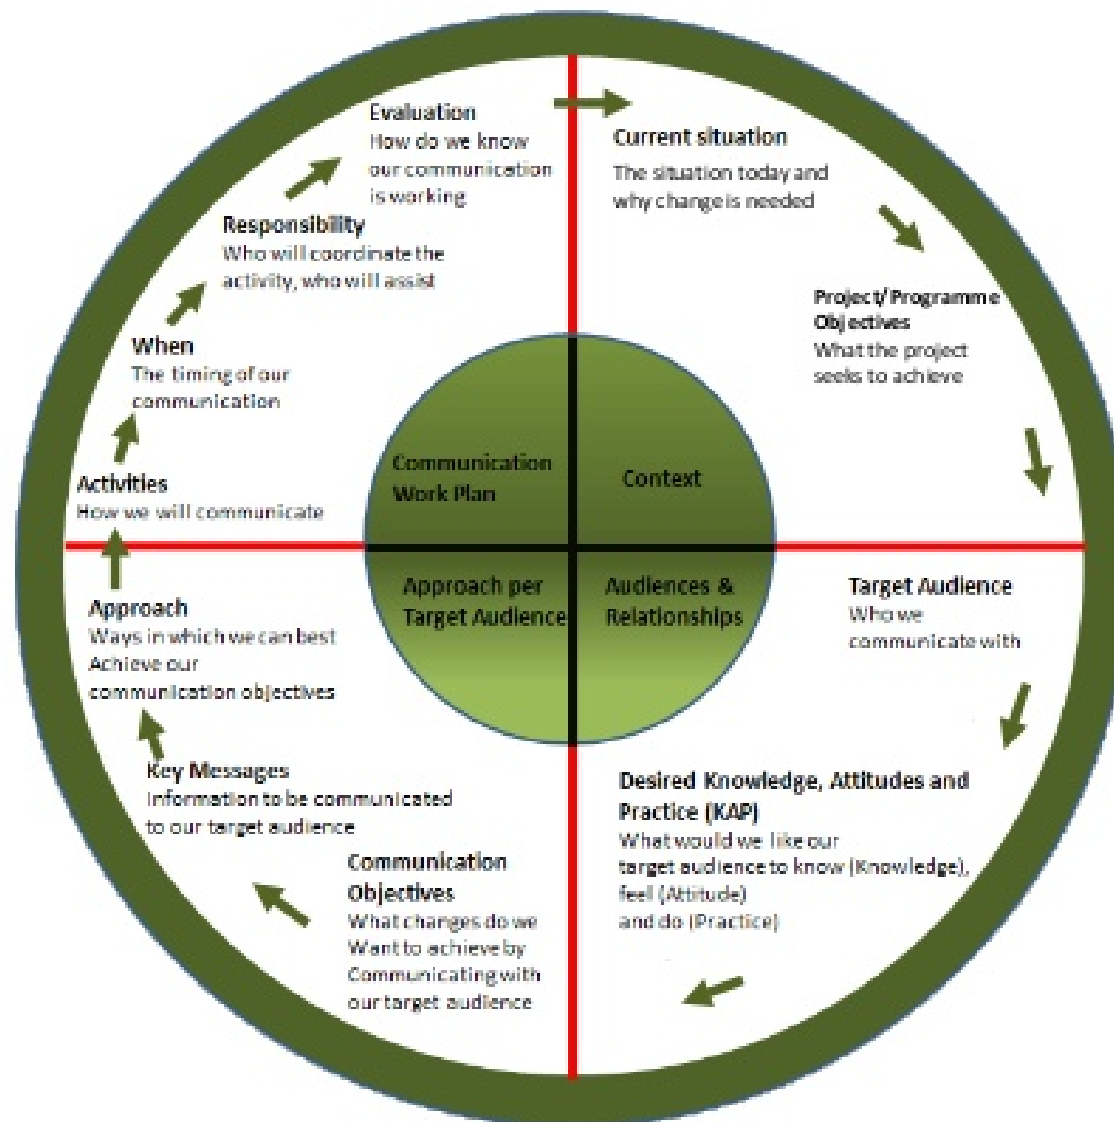 Current situation
The situation today and
why change is needed
Project/Programme
Objectives
What the project
seeks to achieve
Target Audience
Who we
communicate with
Desired Knowledge, Attitudes and
Practice (KAP)
What would we like our
target audience to know (Knowledge),
feel (Attitude)
and do (Practice)
Communication
Objectives
What changes do we
Want to achieve by
Communicating with
our target audience
Key Messages
Information to be communicated
to our target audience
Approach
Ways in which we can best
Achieve our
communication objectives
Activities
How we will communicate
When
The timing of our
communication
Responsibility
Who will coordinate the
activity, who will assist
Evaluation
How do we know
our communication
is working
Communication
Work Plan
Context
Approach per
Target Audience
Audiences &
Relationships